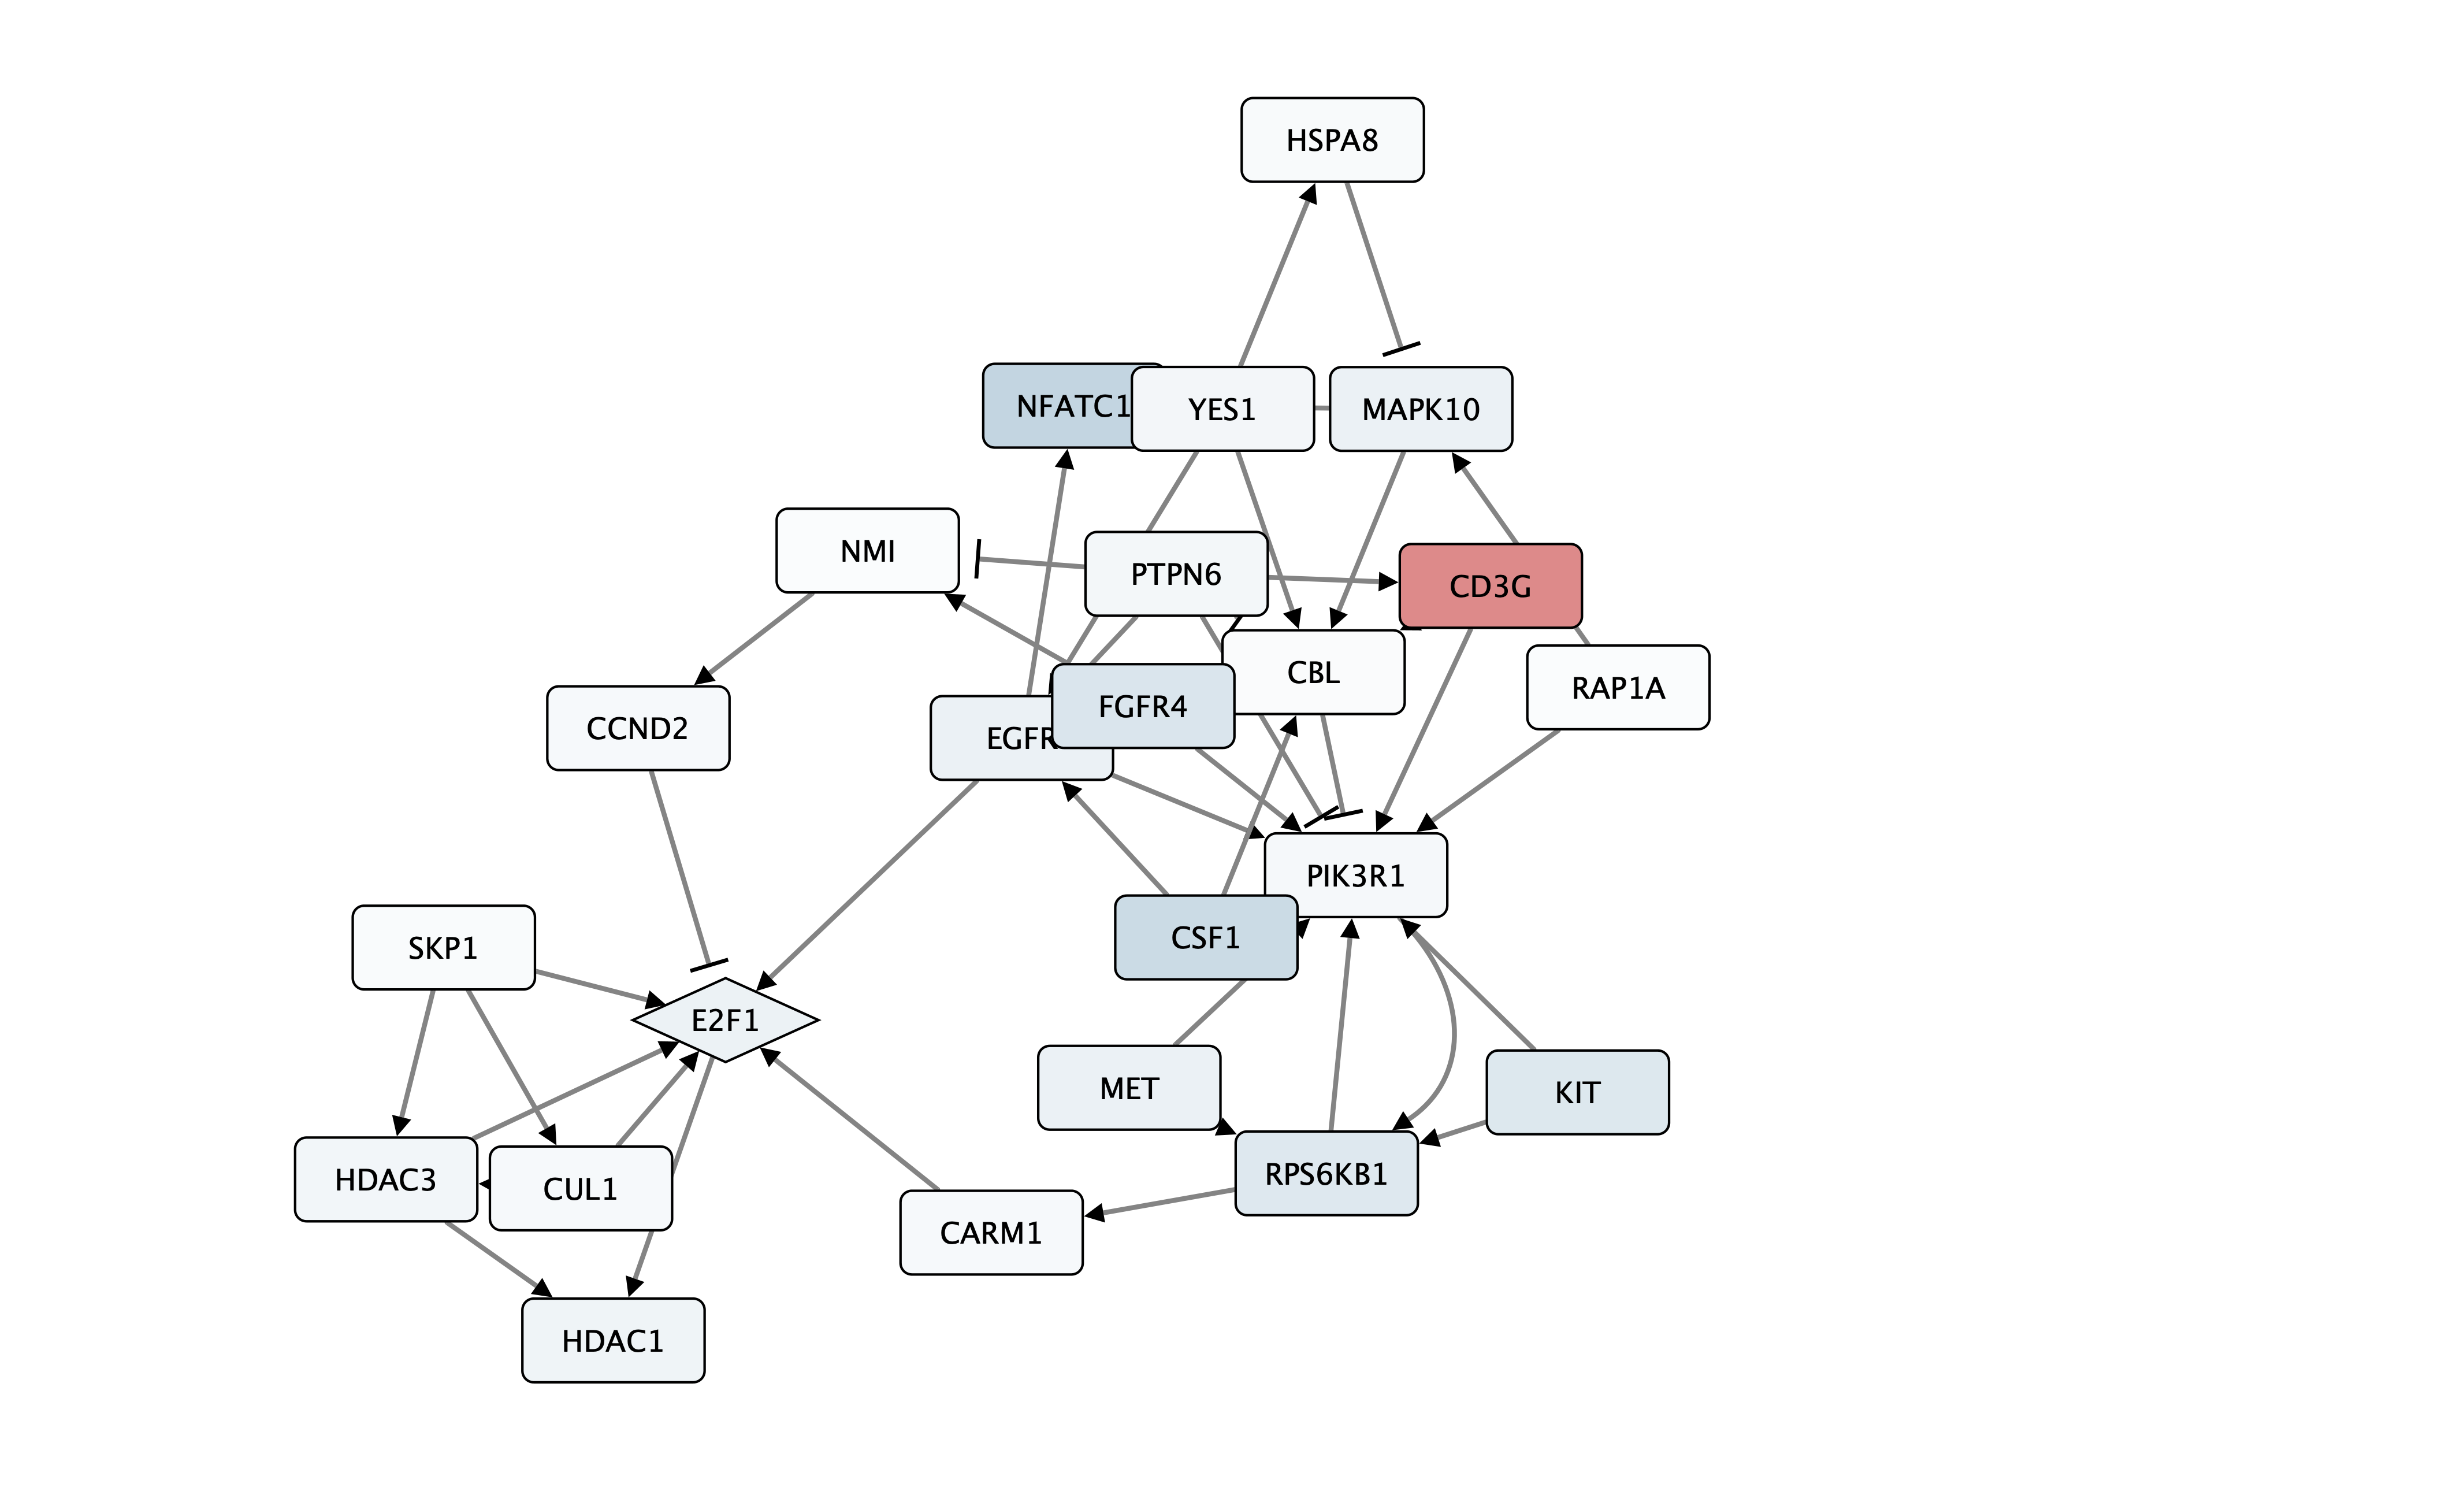 HSPA8
NFATC1
YES1
MAPK10
NMI
PTPN6
CD3G
CBL
RAP1A
FGFR4
CCND2
EGFR
PIK3R1
CSF1
SKP1
E2F1
MET
KIT
RPS6KB1
HDAC3
CUL1
CARM1
HDAC1